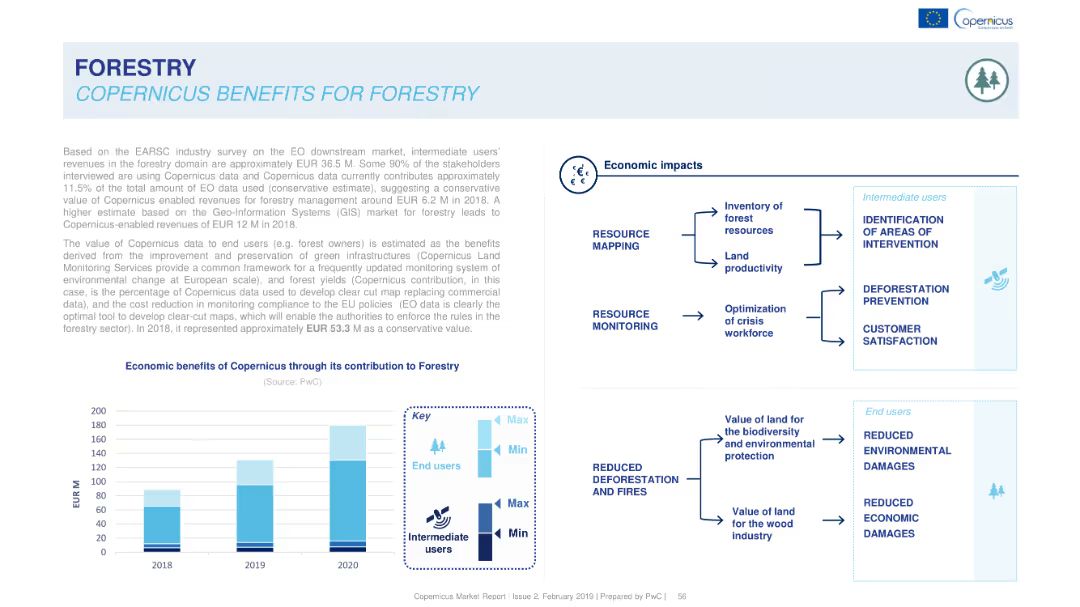 opernicus
FORESTRY
COPERNICUS BENEFITS FOR FORESTRY
Based on the EARSC industry survey on the EO downstream market, intermediate users'
revenues in the forestry domain are approximately EUR 36.5 M. Some 90% of the stakeholders
interviewed are using Copernicus data and Copernicus data currently contributes approximately
11.5% of the total amount of EO data used (conservative estimate), suggesting a conservative
value of Copernicus enabled revenues for forestry management around EUR 6.2 M in 2018. A
higher estimate based on the Geo-Information Systems (GIS) market for forestry leads to
Copernicus-enabled revenues of EUR 12 M in 2018.
The value of Copernicus data to end users (e.g. forest owners) is estimated as the benefits
derived from the improvement and preservation of green infrastructures (Copernicus Land
Monitoring Services provide a common framework for a frequently updated monitoring system of
environmental change at European scale), and forest yields (Copernicus contribution, in this
case, is the percentage of Copernicus data used to develop clear cut map replacing commercial
data), and the cost reduction in monitoring compliance to the EU policies (EO data is clearly the
optimal tool to develop clear-cut maps, which will enable the authorities to enforce the rules in the
forestry sector). In 2018, it represented approximately EUR 53.3 M as a conservative value.
Economic benefits of Copernicus through its contribution to Forestry
(Source: PwC)
EUR M
200
180
160
140
120
100
80
60
40
20
0
2018
2019
2020
Key
Max
Min
End users
Max
Min
Intermediate
users
Economic impacts
RESOURCE
MAPPING
Inventory of
forest
resources
Land
productivity
RESOURCE
MONITORING
Optimization
of crisis
workforce
Intermediate users
IDENTIFICATION
OF AREAS OF
INTERVENTION
DEFORESTATION
PREVENTION
CUSTOMER
SATISFACTION
REDUCED
DEFORESTATION
AND FIRES
Value of land for
the biodiversity
and environmental
protection
Value of land
for the wood
industry
End users
REDUCED
ENVIRONMENTAL
DAMAGES
REDUCED
ECONOMIC
DAMAGES
Copernicus Market Report | Issue 2, February 2019 | Prepared by PwC | 56